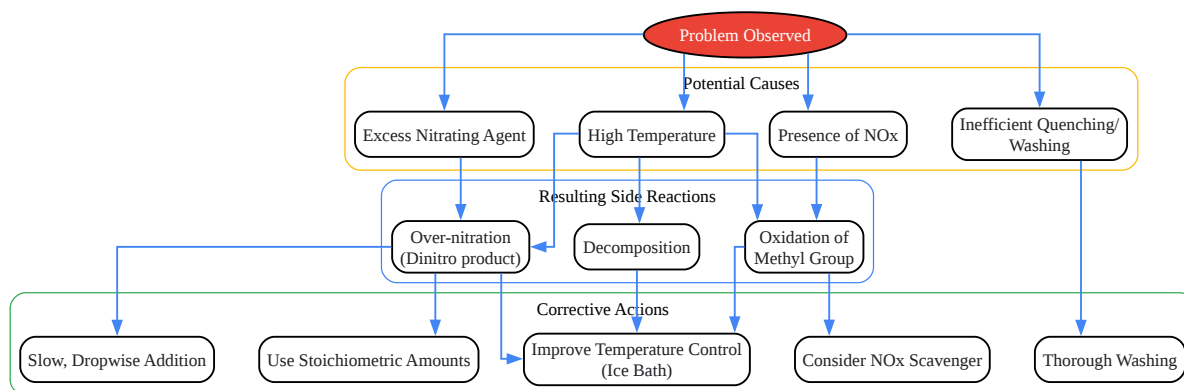 Problem Observed
Potential Causes
Excess Nitrating Agent
High Temperature
Presence of NOx
Inefficient Quenching/
Washing
Resulting Side Reactions
Over-nitration
(Dinitro product)
Decomposition
Oxidation of
Methyl Group
Corrective Actions
Slow, Dropwise Addition
Use Stoichiometric Amounts
Improve Temperature Control
(Ice Bath)
Consider NOx Scavenger
Thorough Washing